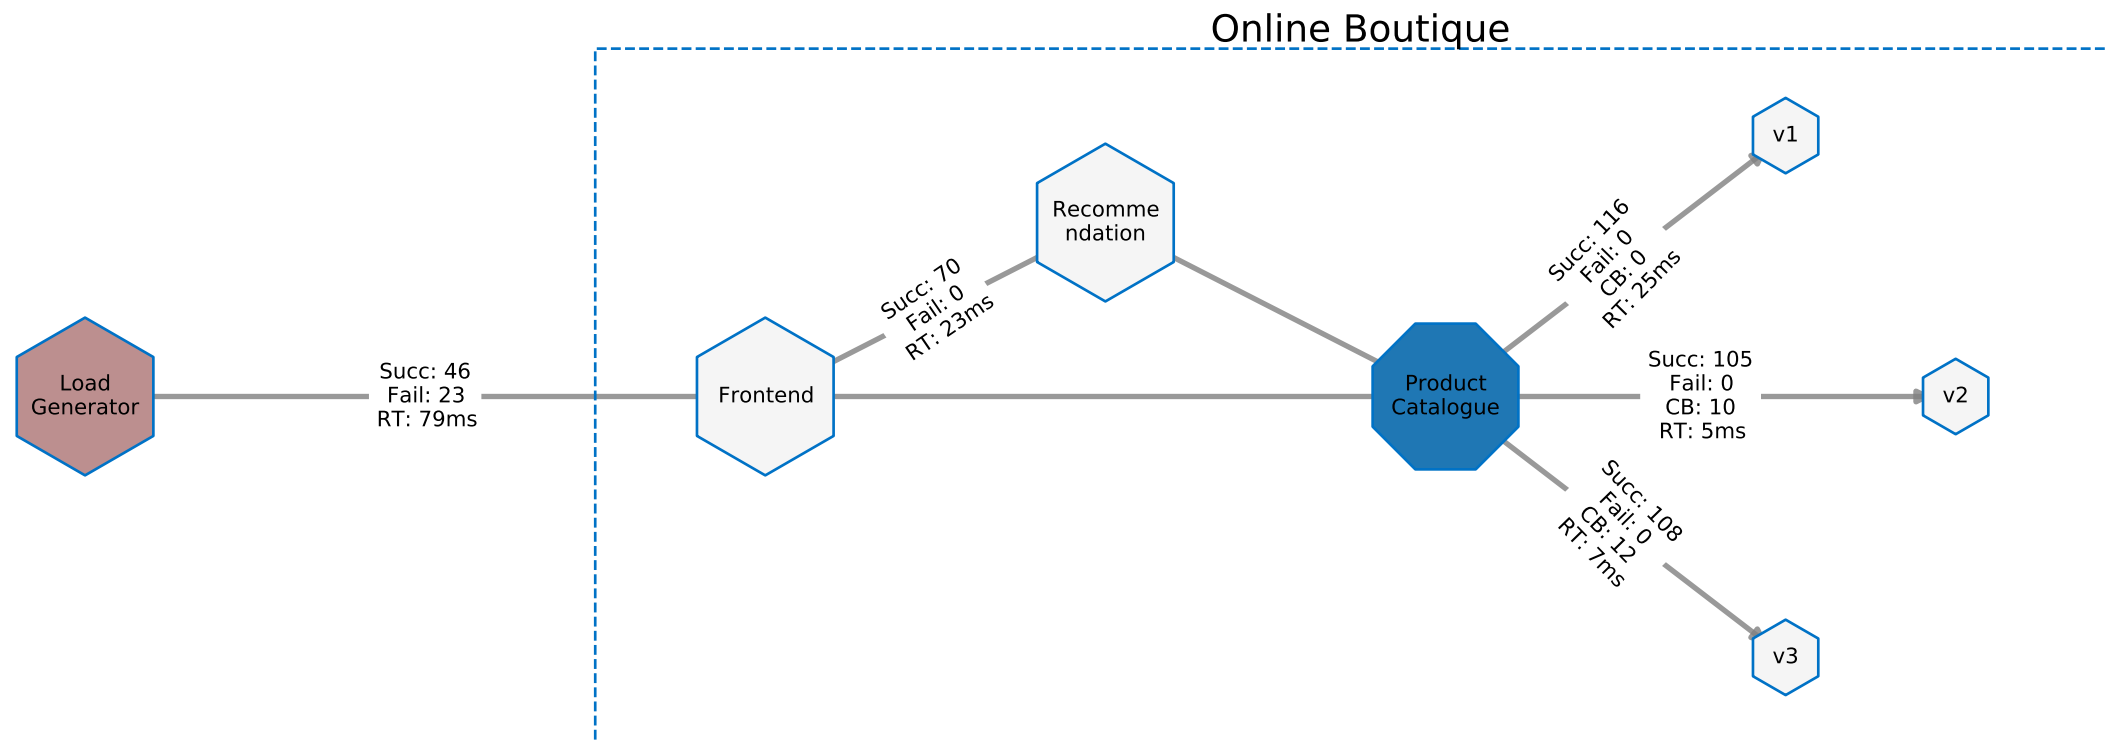 Online Boutique
Load
Generator
Succ: 46
Fail: 23
RT: 79ms
Frontend
Succ: 70
Fail: 0
RT: 23ms
Recomme
ndation
Product
Catalogue
Succ: 116
Fail: 0
CB: 0
RT: 25ms
v1
Succ: 105
Fail: 0
CB: 10
RT: 5ms
v2
Succ: 108
Fail: 0
CB: 12
RT: 7ms
v3